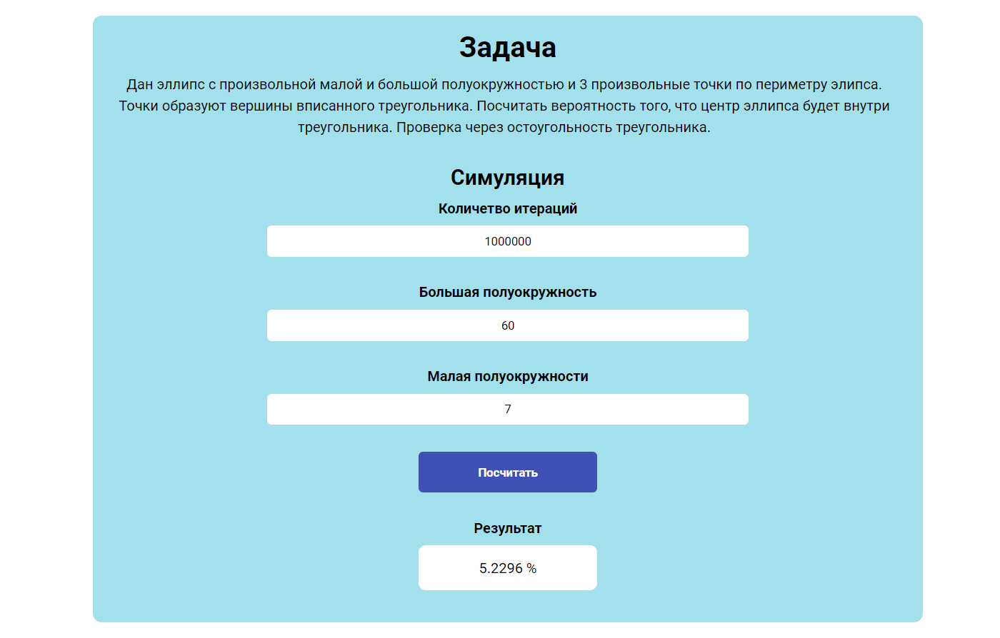 Задача
Дан эллипс с произвольной малой и большой полуокружностью и 3 произвольные точки по периметру элипса.
Точки образуют вершины вписанного треугольника. Посчитать вероятность того, что центр эллипса будет внутри
треугольника. Проверка через остоугольность треугольника.
Симуляция
Количетво итераций
1000000
Большая полуокружность
60
Малая полуокружности
7
Посчитать
Результат
5.2296 %